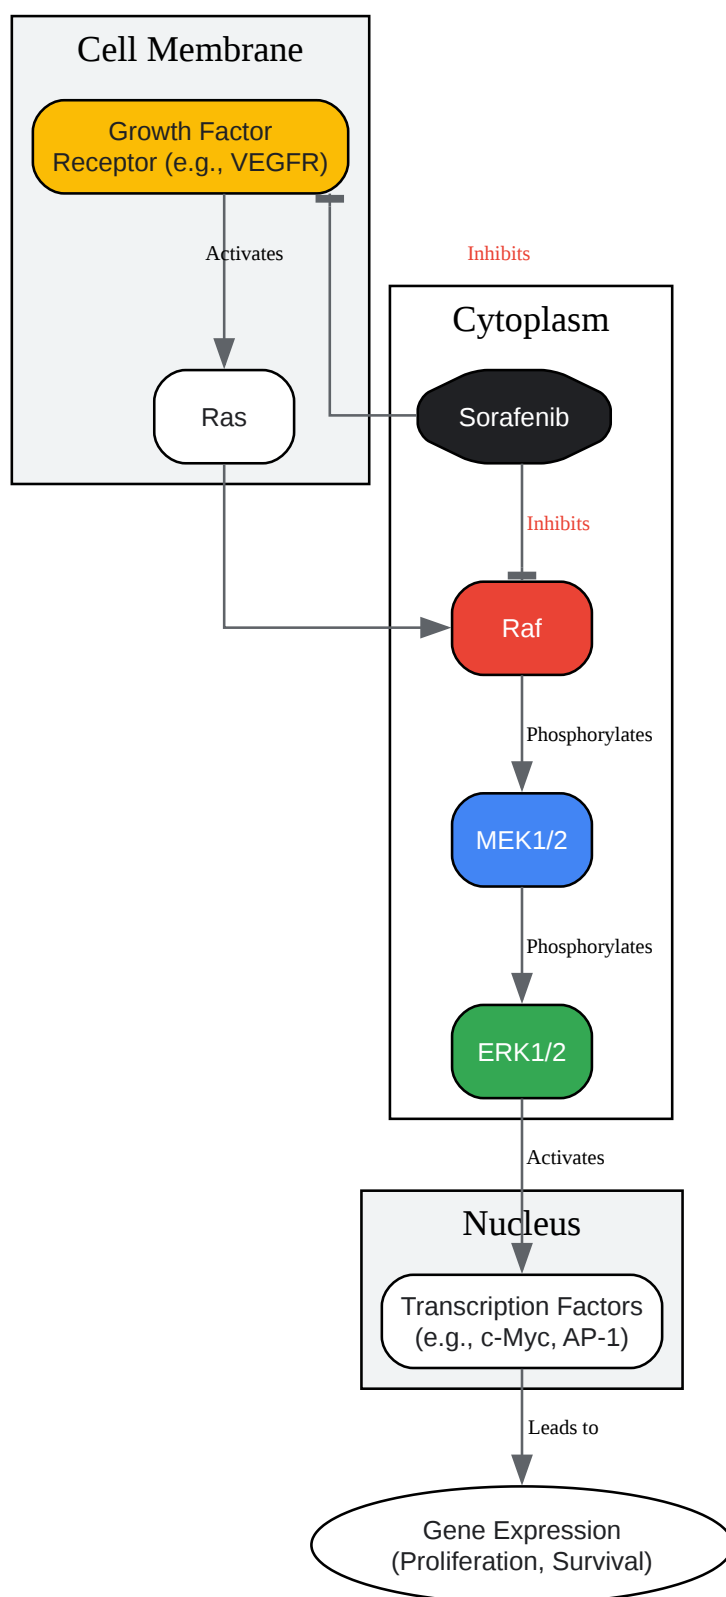 Cell Membrane
Growth Factor
Receptor (e.g., VEGFR)
Activates
Inhibits
Cytoplasm
Ras
Sorafenib
Inhibits
Raf
Phosphorylates
MEK1/2
Phosphorylates
ERK1/2
Activates
Nucleus
Transcription Factors
(e.g., c-Myc, AP-1)
Leads to
Gene Expression
(Proliferation, Survival)